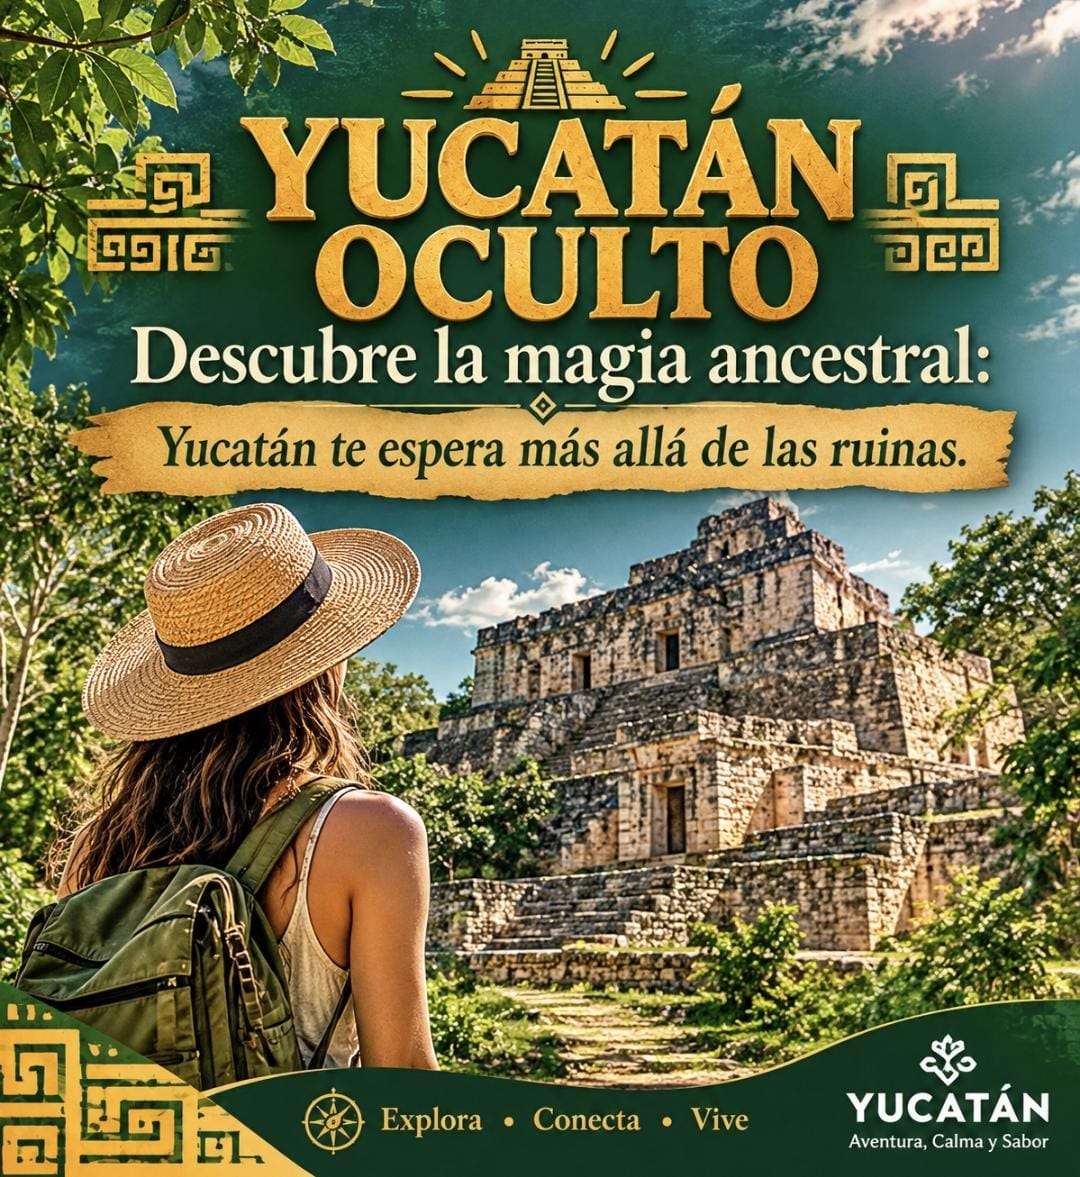 YUCATÁN
OCULTO
Descubre la magia ancestral:
Yucatán te espera más allá de las ruinas.
Explora • Conecta • Vive
YUCATÁN
Aventura, Calma y Sabor